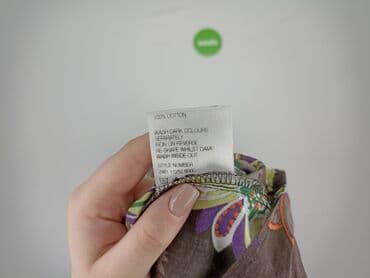 100% COTTON
WASH DARK COLOURS
SEPARATELY
IRON ON REVERSE
RE-SHAPE WHILST DAMP
WASH INSIDE OUT
STYLE NUMBER